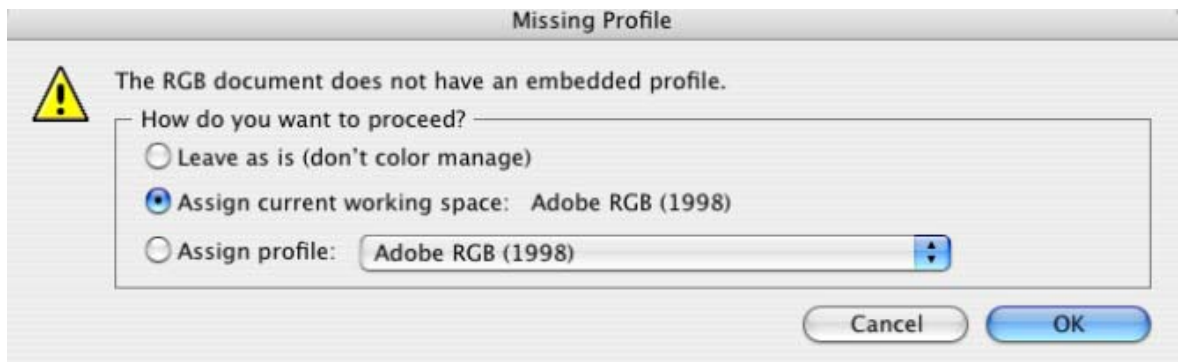 Missing Profile
The RGB document does not have an embedded profile.
How do you want to proceed?
Leave as is (don't color manage)
Assign current working space: Adobe RGB (1998)
Assign profile: Adobe RGB (1998)
Cancel OK